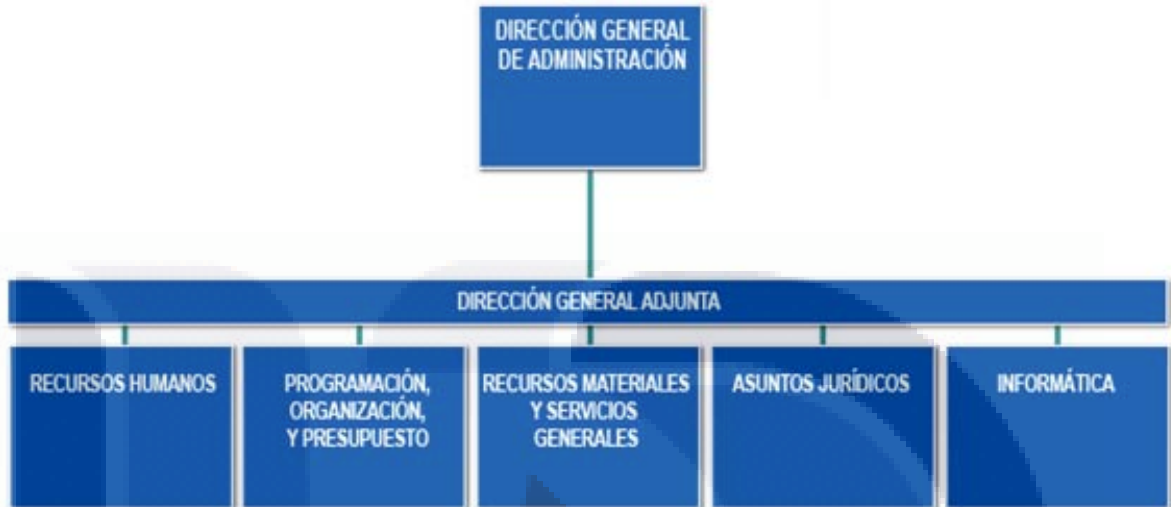 DIRECCIÓN GENERAL
DE ADMINISTRACIÓN
DIRECCIÓN GENERAL ADJUNTA
RECURSOS HUMANOS
PROGRAMACIÓN,
ORGANIZACIÓN,
Y PRESUPUESTO
RECURSOS MATERIALES
Y SERVICIOS
GENERALES
ASUNTOS JURÍDICOS
INFORMÁTICA